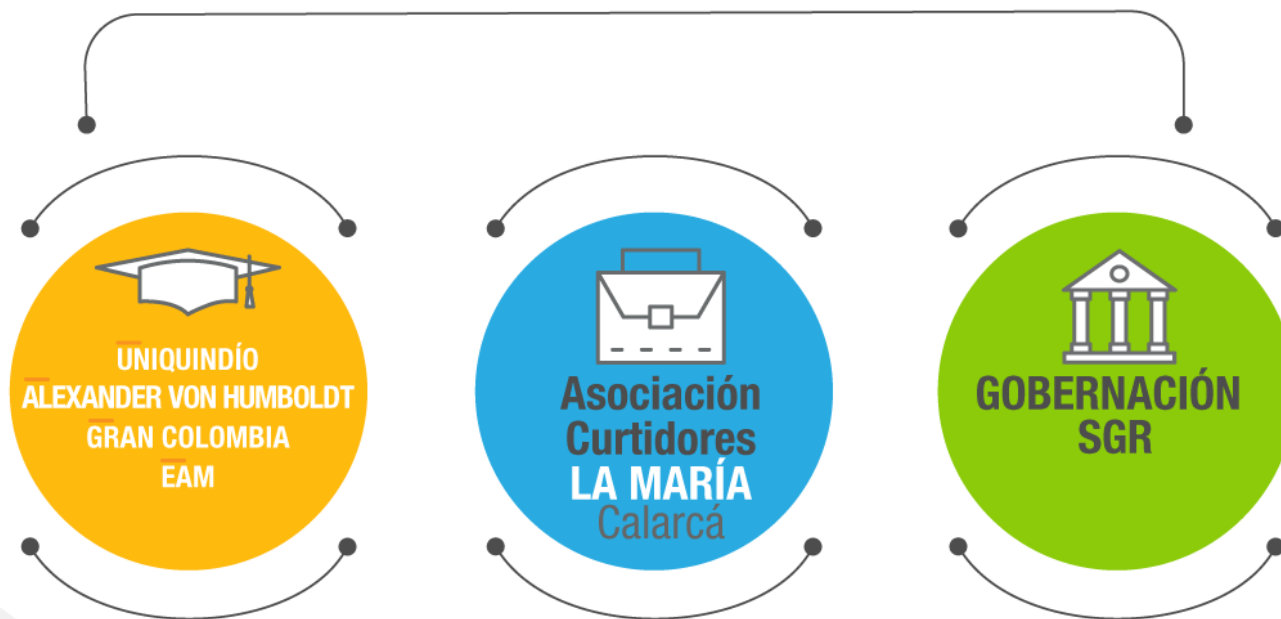 UNIQUINDÍO
ALEXANDER VON HUMBOLDT
GRAN COLOMBIA
EAM
Asociación
Curtidores
LA MARÍA
Calarcá
GOBERNACIÓN
SGR